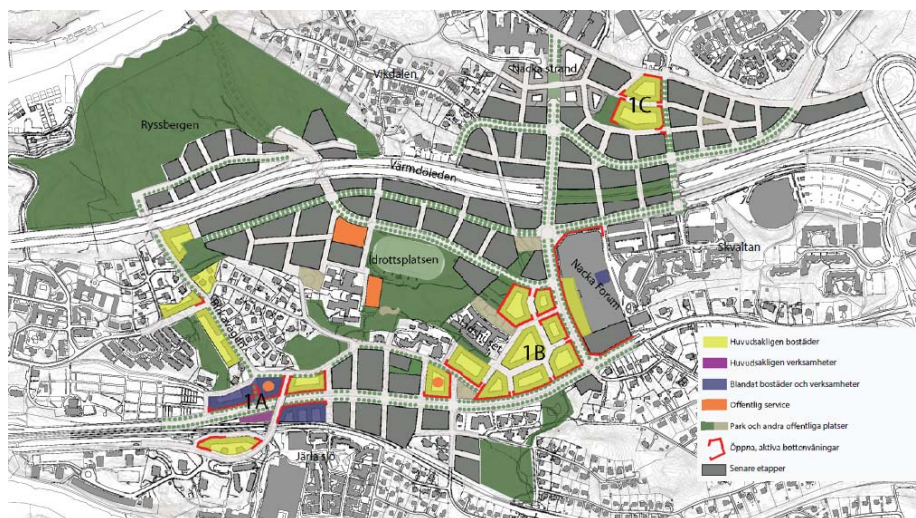 Vikdalen
Nacka strand
1C
Ryssbergen
Värmdöleden
Skvaltan
Idrottsplatsen
Nacka Forum
1B
1A
Järla sjö
Huvudsakligen bostäder
Huvudsakligen verksamheter
Blandat bostäder och verksamheter
Offentlig service
Park och andra offentliga platser
Öppna, aktiva bottenvåningar
Senare etapper